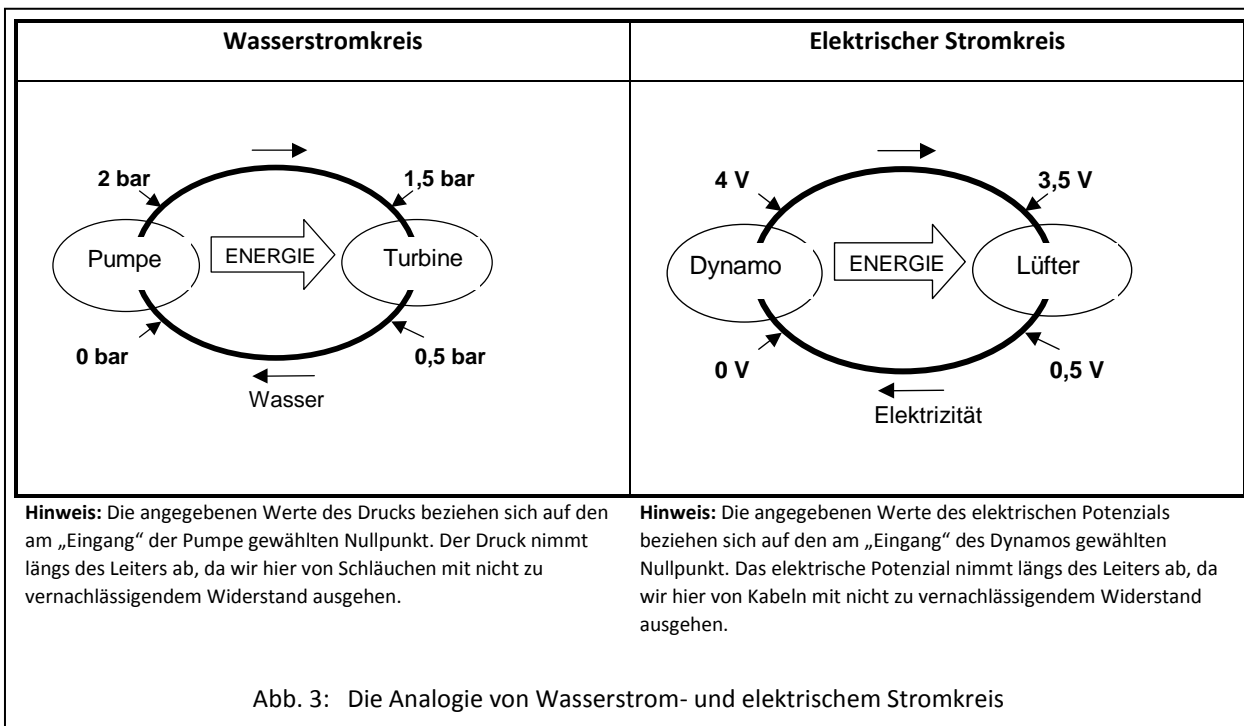 Wasserstromkreis
Elektrischer Stromkreis
2 bar
1,5 bar
Pumpe
ENERGIE
Turbine
0 bar
0,5 bar
Wasser
4 V
3,5 V
Dynamo
ENERGIE
Lüfter
0 V
0,5 V
Elektrizität
Hinweis: Die angegebenen Werte des Drucks beziehen sich auf den
am „Eingang“ der Pumpe gewählten Nullpunkt. Der Druck nimmt
längs des Leiters ab, da wir hier von Schläuchen mit nicht zu
vernachlässigendem Widerstand ausgehen.
Hinweis: Die angegebenen Werte des elektrischen Potenzials
beziehen sich auf den am „Eingang“ des Dynamos gewählten
Nullpunkt. Das elektrische Potenzial nimmt längs des Leiters ab, da
wir hier von Kabeln mit nicht zu vernachlässigendem Widerstand
ausgehen.
Abb. 3: Die Analogie von Wasserstrom- und elektrischem Stromkreis